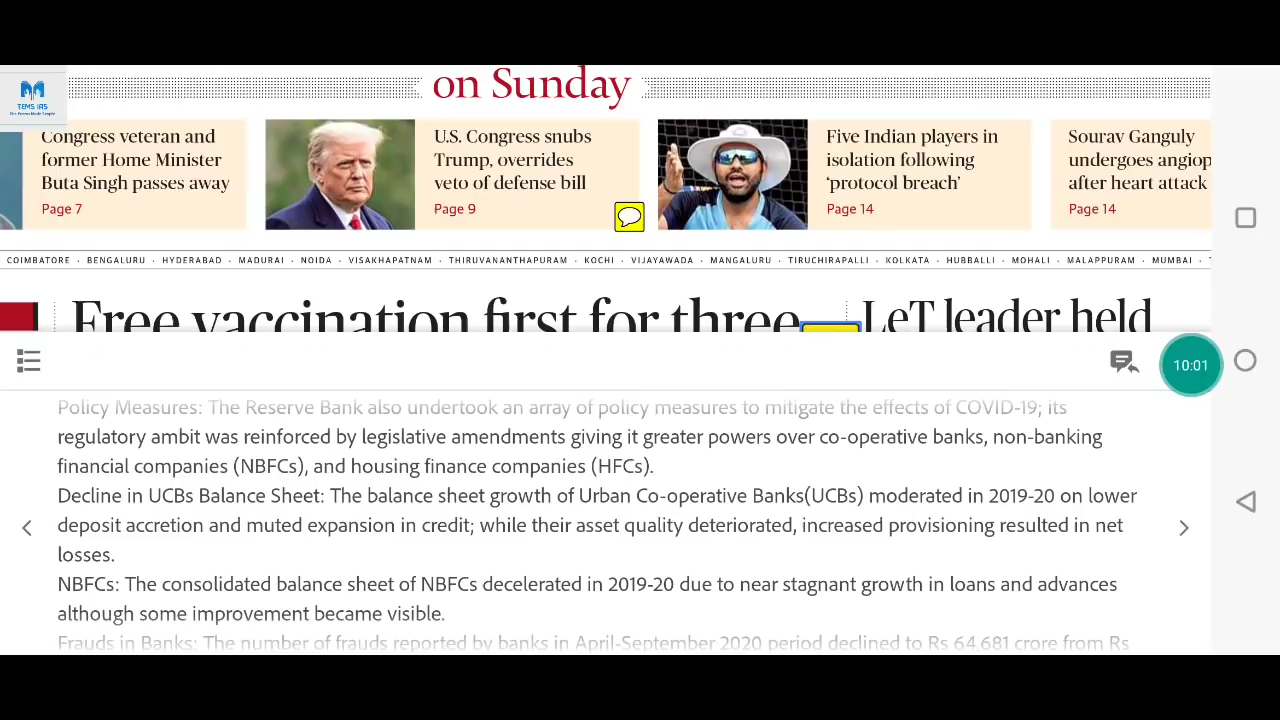 on Sunday
TEMS IAS
Congress veteran and
former Home Minister
Buta Singh passes away
Page 7
U.S. Congress snubs
Trump, overrides
veto of defense bill
Page 9
Five Indian players in
isolation following
‘protocol breach’
Page 14
Sourav Ganguly
undergoes angiop
after heart attack
Page 14
COIMBATORE · BENGALURU · HYDERABAD · MADURAI · NOIDA · VISAKHAPATNAM · THIRUVANANTHAPURAM · KOCHI · VIJAYAWADA · MANGALURU · TIRUCHIRAPALLI · KOLKATA · HUBBALLI · MOHALI · MALAPPURAM · MUMBAI ·
Free vaccination first for three
LeT leader held
10:01
Policy Measures: The Reserve Bank also undertook an array of policy measures to mitigate the effects of COVID-19; its
regulatory ambit was reinforced by legislative amendments giving it greater powers over co-operative banks, non-banking
financial companies (NBFCs), and housing finance companies (HFCs).
Decline in UCBs Balance Sheet: The balance sheet growth of Urban Co-operative Banks(UCBs) moderated in 2019-20 on lower
deposit accretion and muted expansion in credit; while their asset quality deteriorated, increased provisioning resulted in net
losses.
NBFCs: The consolidated balance sheet of NBFCs decelerated in 2019-20 due to near stagnant growth in loans and advances
although some improvement became visible.
Frauds in Banks: The number of frauds reported by banks in April-September 2020 period declined to Rs 64,681 crore from Rs